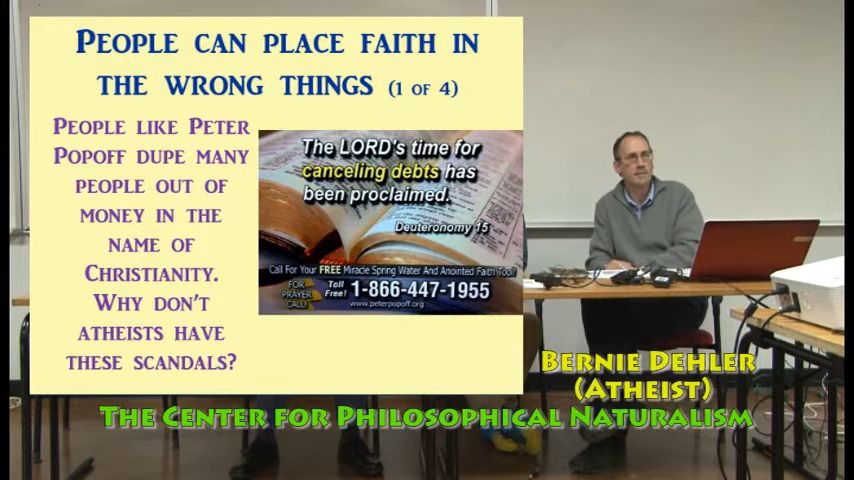 People can place faith in
the wrong things (1 of 4)
People like Peter
Popoff dupe many
people out of
money in the
name of
Christianity.
Why don't
atheists have
these scandals?
The LORD's time for
canceling debts has
been proclaimed.
Deuteronomy 15
Call For Your FREE Miracle Spring Water And Anointed Faith Tool!
FOR PRAYER CALL!
Toll Free! 1-866-447-1955
www.peterpopoff.org
Bernie Dehler
(Atheist)
The Center for Philosophical Naturalism